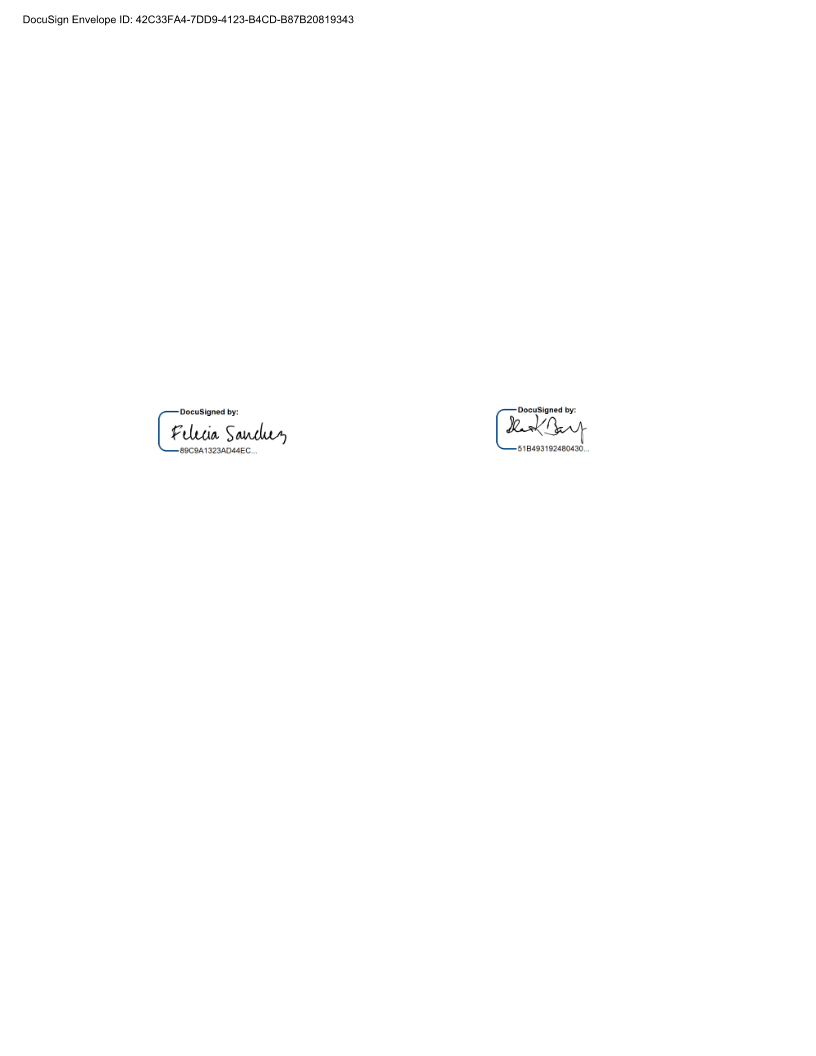 DocuSign Envelope ID: 42C33FA4-7DD9-4123-B4CD-B87B20819343
DocuSigned by:
Felecia Sanchez
89C9A1323AD44EC...
DocuSigned by:
51B493192480430...